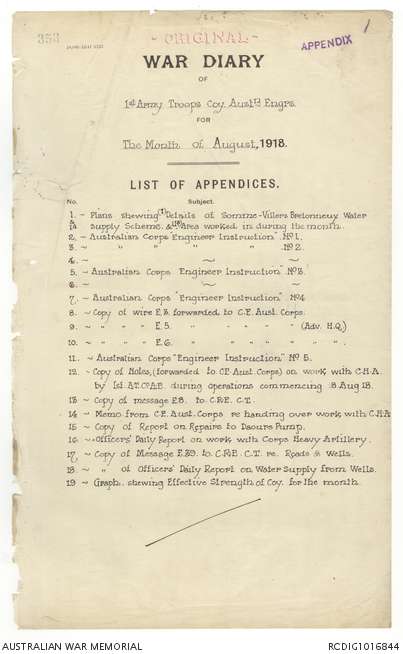 353
- ORIGINAL -
APPENDIX 1
WAR DIARY
OF
1st Army Troops Coy Austln Engrs.
FOR
The Month of August, 1918.
LIST OF APPENDICES.
No. Subject.
1. ~ Plans shewing (1) Details of Somme-Villers Bretonneux Water
1a Supply Scheme. & (1a) Area worked in during the month.
2. ~ Australian Corps "Engineer Instruction" No 1.
3. ~ " " " " No 2.
4. ~ ~ ~
5. ~ Australian Corps "Engineer Instruction" No 3.
6. ~ ~ ~
7. ~ Australian Corps "Engineer Instruction" No 4
8. ~ Copy of wire E.3. forwarded to C.E. Aust. Corps.
9. ~ " " " E.5. " " " " (Adv. H.Q.)
10. ~ " " " E.6. " " " "
11. ~ Australian Corps "Engineer Instruction" No 5.
12. ~ Copy of Notes, (forwarded to C.E. Aust Corps) on work with C.H.A
by 1st. A.T. Co A.E. during operations commencing 8 Aug 18.
13 ~ Copy of message E8. to C.R.E. C.T.
14 ~ Memo from C.E. Aust. Corps re handing over work with C.H.A
15 ~ Copy of Report on Repairs to Daours Pump.
16 ~ Officers' Daily Report on work with Corps Heavy Artillery.
17, ~ Copy of Message E39. to C.R.E. C.T. re. Roads & Wells.
18. ~ " of Officers' Daily Report on Water Supply from Wells.
19 ~ Graph. shewing Effective Strength of Coy. for the month.
AUSTRALIAN WAR MEMORIAL
RCDIG1016844